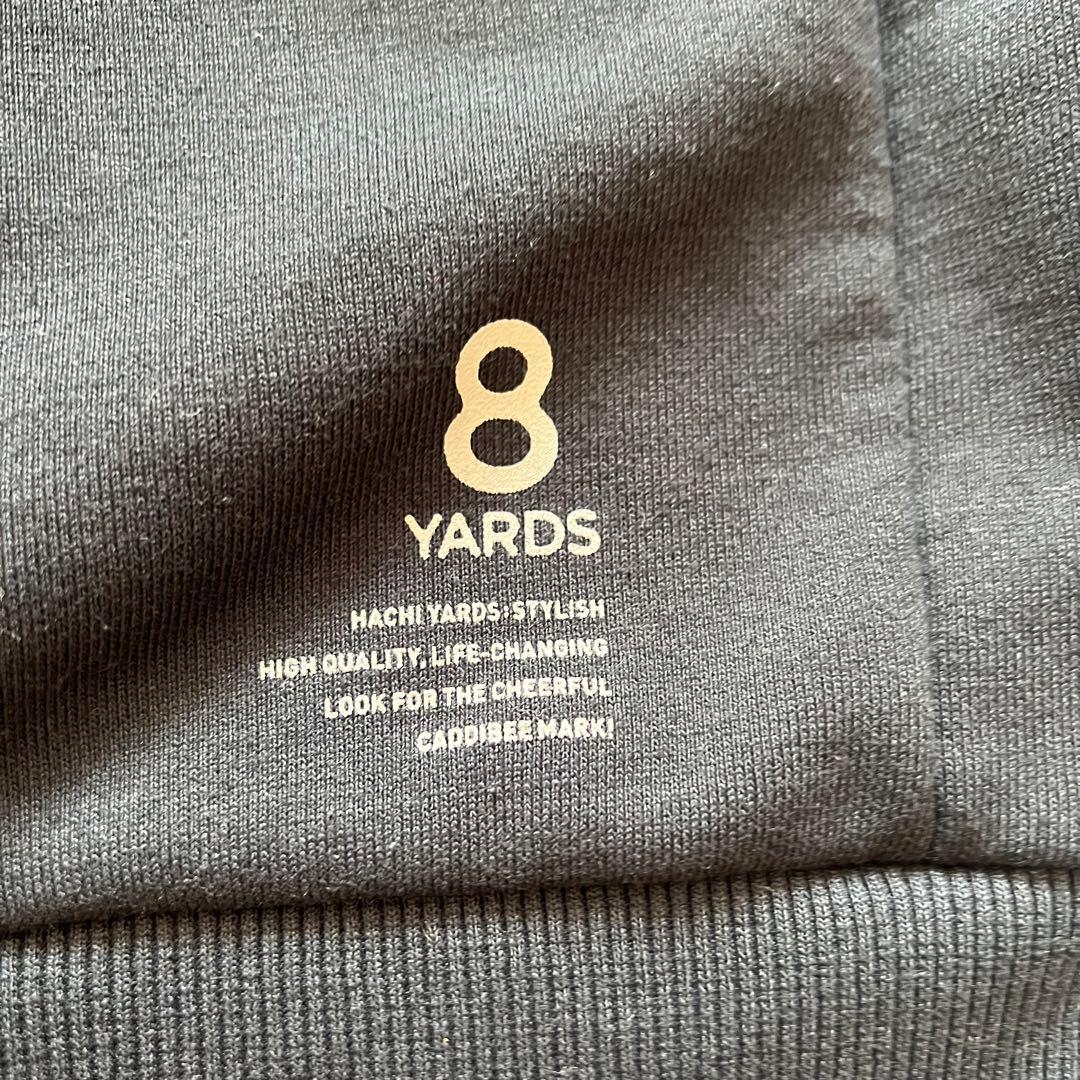 8
YARDS
HACHI YARDS:STYLISH
HIGH QUALITY, LIFE-CHANGING
LOOK FOR THE CHEERFUL
CADDIBEE MARK!